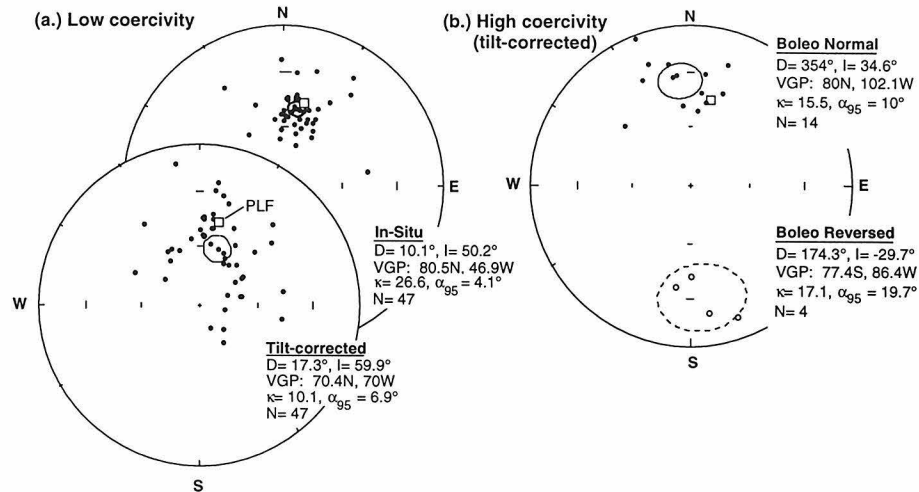 (a.) Low coercivity
N
E
W
S
PLF
In-Situ
D= 10.1°, I= 50.2°
VGP: 80.5N, 46.9W
κ= 26.6, α95 = 4.1°
N= 47
Tilt-corrected
D= 17.3°, I= 59.9°
VGP: 70.4N, 70W
κ= 10.1, α95 = 6.9°
N= 47
(b.) High coercivity
(tilt-corrected)
N
W
E
S
Boleo Normal
D= 354°, I= 34.6°
VGP: 80N, 102.1W
κ= 15.5, α95 = 10°
N= 14
Boleo Reversed
D= 174.3°, I= -29.7°
VGP: 77.4S, 86.4W
κ= 17.1, α95 = 19.7°
N= 4